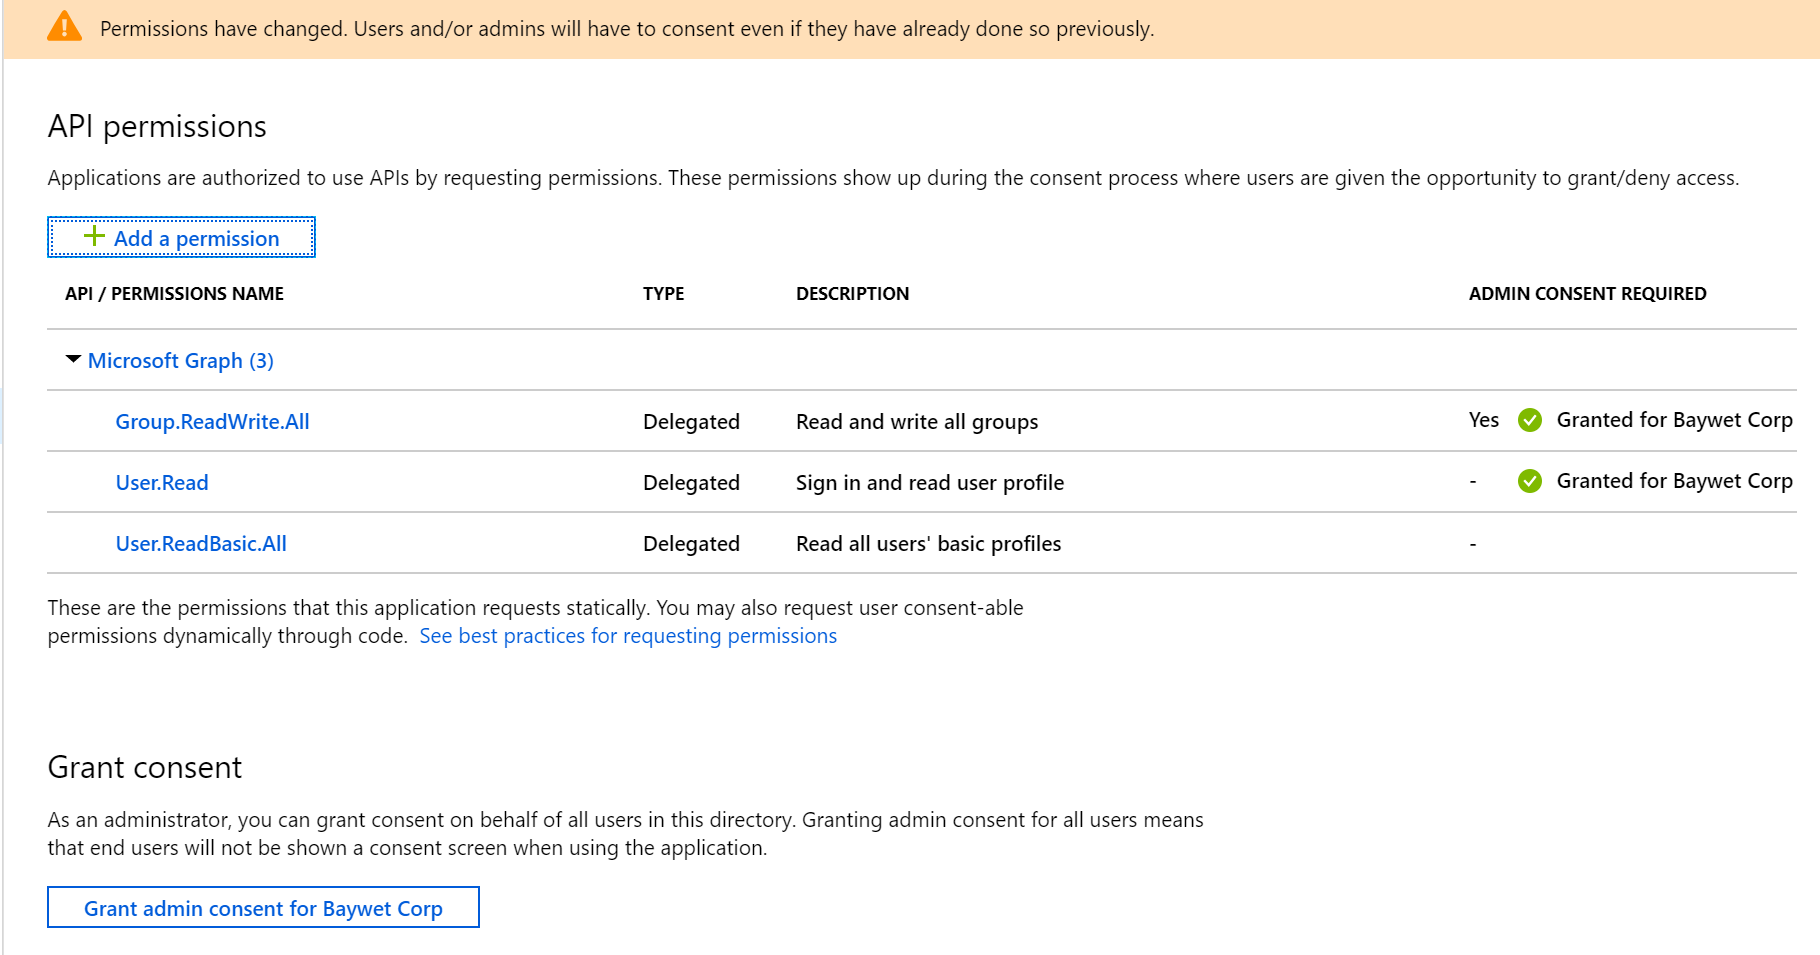 Permissions have changed. Users and/or admins will have to consent even if they have already done so previously.
API permissions
Applications are authorized to use APIs by requesting permissions. These permissions show up during the consent process where users are given the opportunity to grant/deny access.
Add a permission
API / PERMISSIONS NAME TYPE DESCRIPTION ADMIN CONSENT REQUIRED
Microsoft Graph (3)
Group.ReadWrite.All Delegated Read and write all groups Yes Granted for Baywet Corp
User.Read Delegated Sign in and read user profile - Granted for Baywet Corp
User.ReadBasic.All Delegated Read all users' basic profiles -
These are the permissions that this application requests statically. You may also request user consent-able
permissions dynamically through code. See best practices for requesting permissions
Grant consent
As an administrator, you can grant consent on behalf of all users in this directory. Granting admin consent for all users means
that end users will not be shown a consent screen when using the application.
Grant admin consent for Baywet Corp